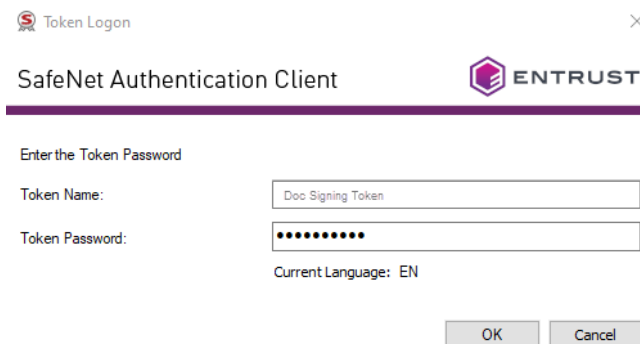 Token Logon
SafeNet Authentication Client
ENTRUST
Enter the Token Password
Token Name: Doc Signing Token
Token Password: ••••••••••
Current Language: EN
OK Cancel